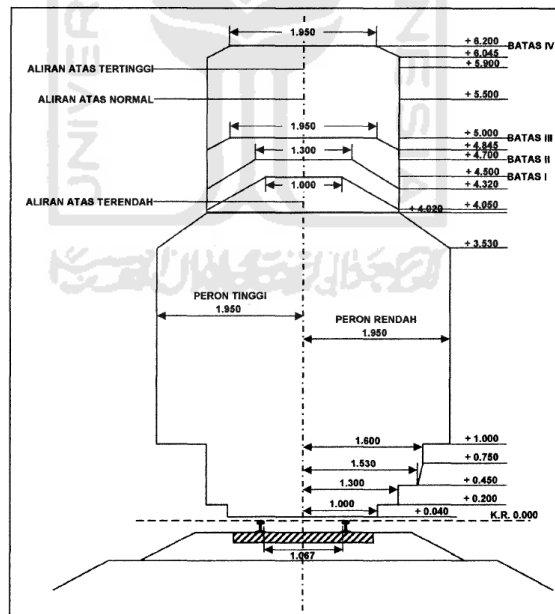 1.950
+ 6.200
BATAS IV
+ 6.045
+ 5.900
ALIRAN ATAS TERTINGGI
ALIRAN ATAS NORMAL
+ 5.500
1.950
+ 5.000
BATAS III
+ 4.845
1.300
+ 4.700
BATAS II
+ 4.500
BATAS I
1.000
+ 4.320
ALIRAN ATAS TERENDAH
+ 4.020
+ 4.050
+ 3.530
PERON TINGGI
1.950
PERON RENDAH
1.950
1.600
+ 1.000
1.530
+ 0.750
1.300
+ 0.450
1.000
+ 0.200
+ 0.040
K.R. 0.000
1.067